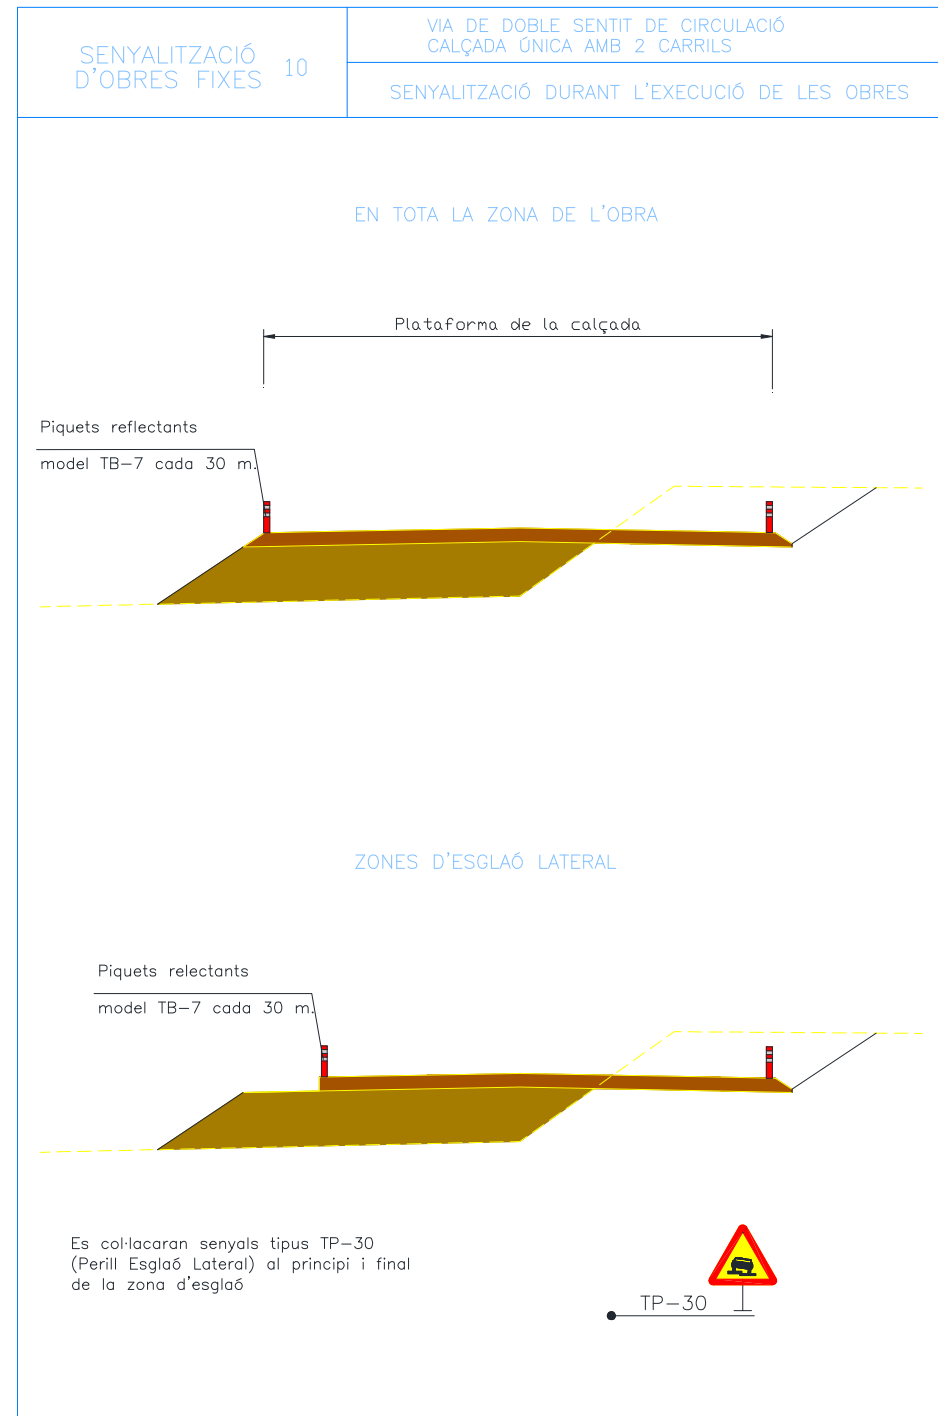 SENYALITZACIÓ
D'OBRES FIXES 10
VIA DE DOBLE SENTIT DE CIRCULACIÓ
CALÇADA ÚNICA AMB 2 CARRILS
SENYALITZACIÓ DURANT L'EXECUCIÓ DE LES OBRES
EN TOTA LA ZONA DE L'OBRA
Plataforma de la calçada
Piquets reflectants
model TB-7 cada 30 m.
ZONES D'ESGLAÓ LATERAL
Piquets relectants
model TB-7 cada 30 m.
Es col·lacaran senyals tipus TP-30
(Perill Esglaó Lateral) al principi i final
de la zona d'esglaó
TP-30